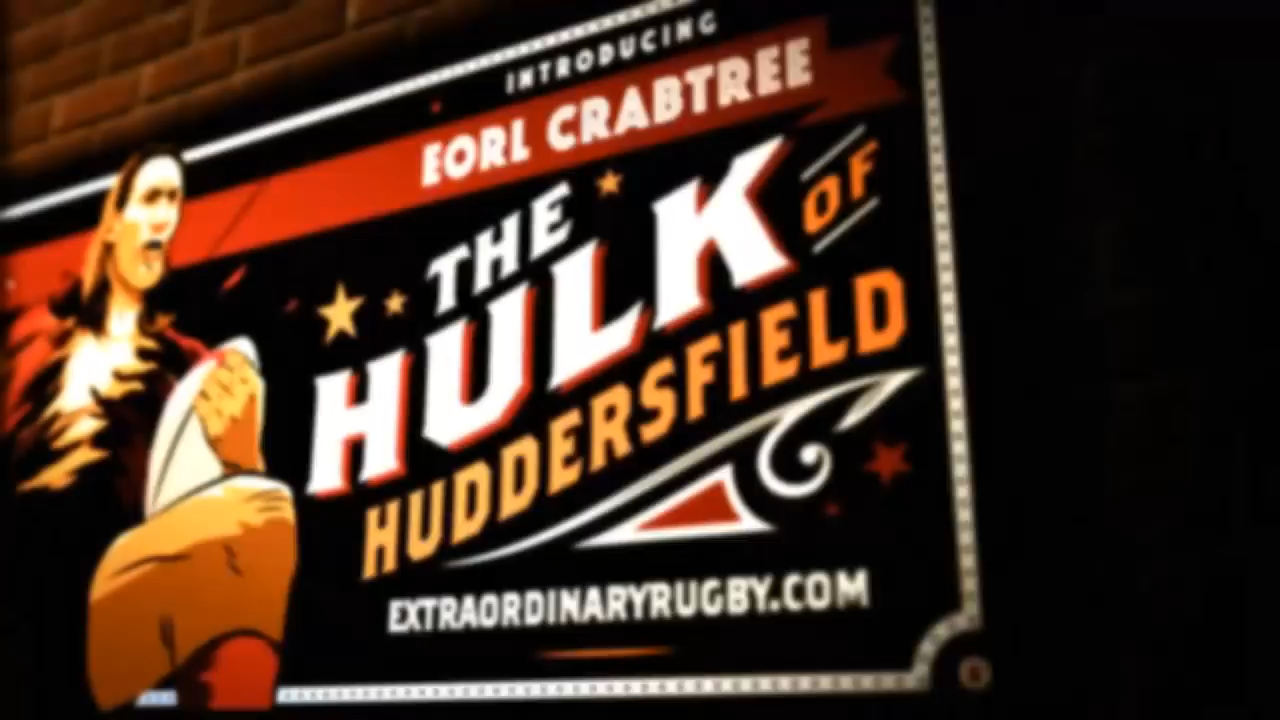 INTRODUCING
EORL CRABTREE
THE
HULK OF
HUDDERSFIELD
EXTRAORDINARYRUGBY.COM